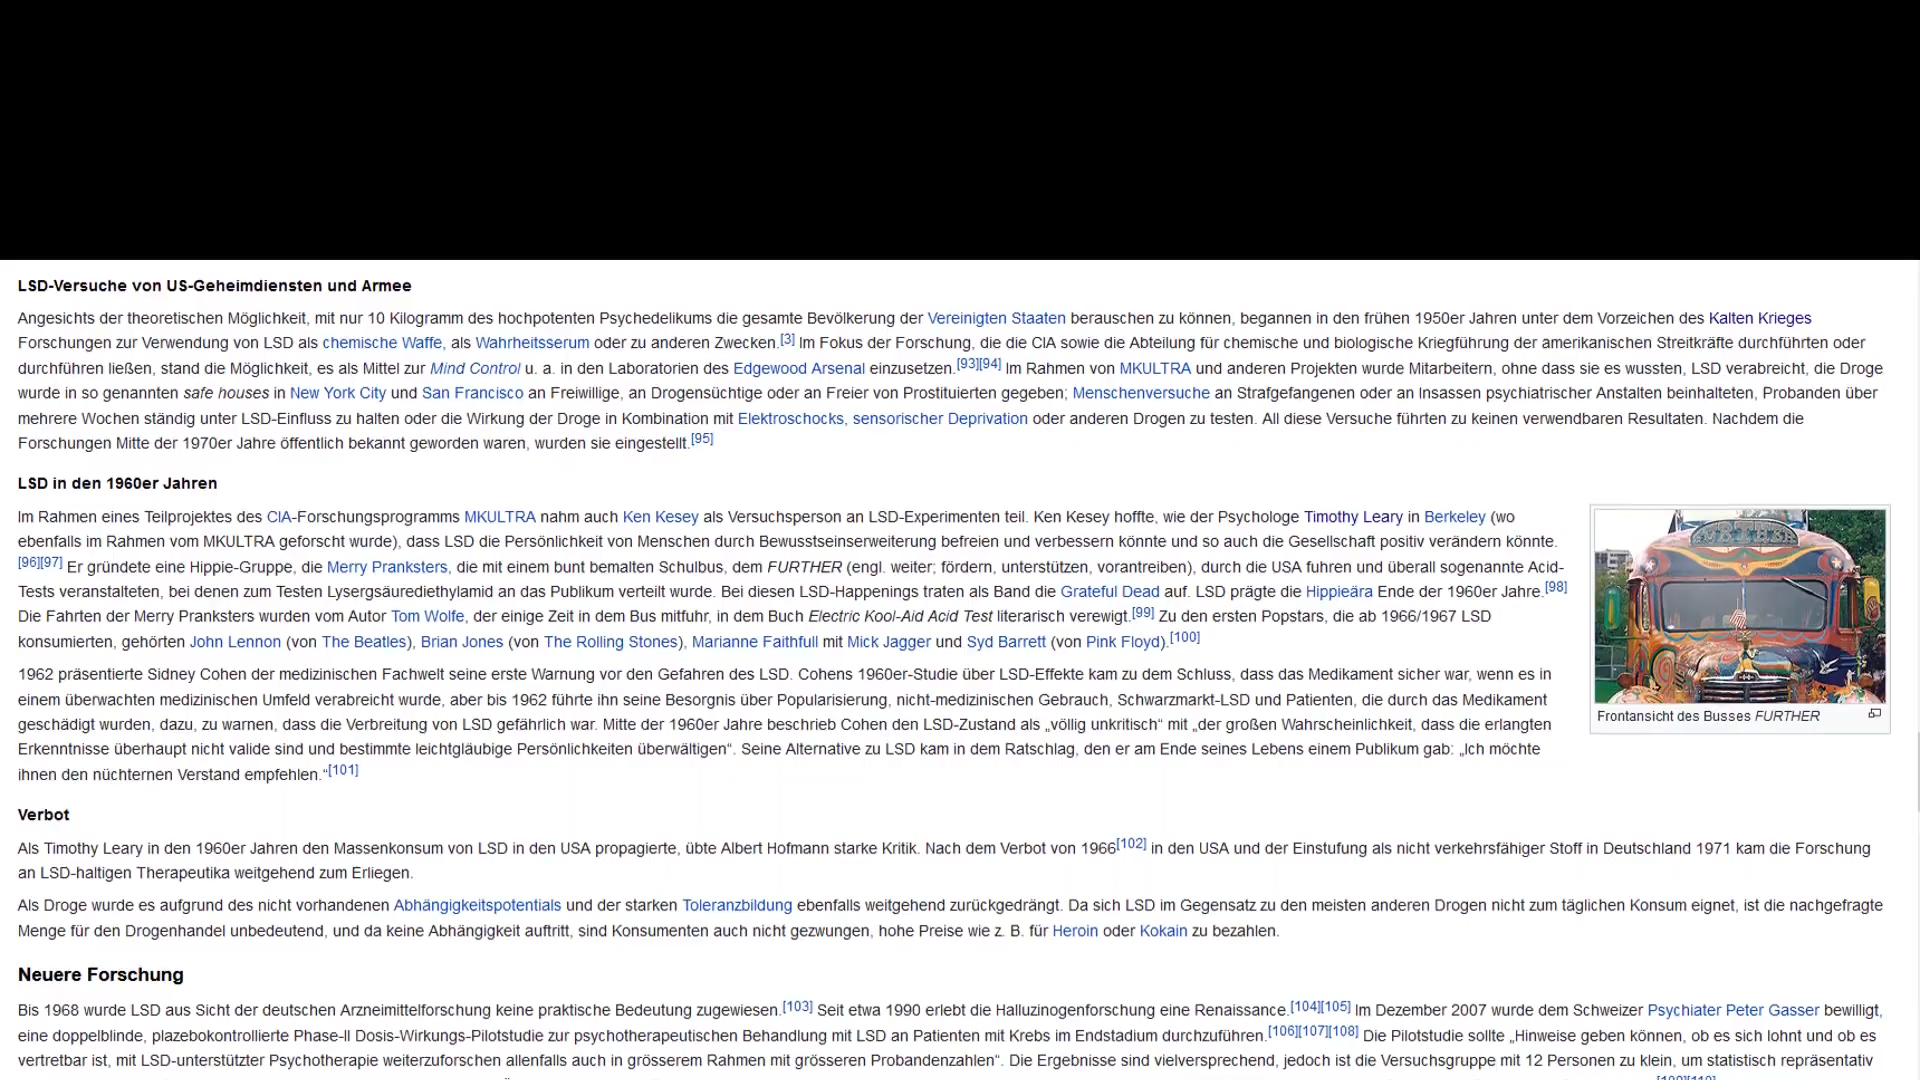 LSD-Versuche von US-Geheimdiensten und Armee
Angesichts der theoretischen Möglichkeit, mit nur 10 Kilogramm des hochpotenten Psychedelikums die gesamte Bevölkerung der Vereinigten Staaten berauschen zu können, begannen in den frühen 1950er Jahren unter dem Vorzeichen des Kalten Krieges
Forschungen zur Verwendung von LSD als chemische Waffe, als Wahrheitsserum oder zu anderen Zwecken.[3] Im Fokus der Forschung, die die CIA sowie die Abteilung für chemische und biologische Kriegführung der amerikanischen Streitkräfte durchführten oder
durchführen ließen, stand die Möglichkeit, es als Mittel zur Mind Control u. a. in den Laboratorien des Edgewood Arsenal einzusetzen.[93][94] Im Rahmen von MKULTRA und anderen Projekten wurde Mitarbeitern, ohne dass sie es wussten, LSD verabreicht, die Droge
wurde in so genannten safe houses in New York City und San Francisco an Freiwillige, an Drogensüchtige oder an Freier von Prostituierten gegeben; Menschenversuche an Strafgefangenen oder an Insassen psychiatrischer Anstalten beinhalteten, Probanden über
mehrere Wochen ständig unter LSD-Einfluss zu halten oder die Wirkung der Droge in Kombination mit Elektroschocks, sensorischer Deprivation oder anderen Drogen zu testen. All diese Versuche führten zu keinen verwendbaren Resultaten. Nachdem die
Forschungen Mitte der 1970er Jahre öffentlich bekannt geworden waren, wurden sie eingestellt.[95]
LSD in den 1960er Jahren
Im Rahmen eines Teilprojektes des CIA-Forschungsprogramms MKULTRA nahm auch Ken Kesey als Versuchsperson an LSD-Experimenten teil. Ken Kesey hoffte, wie der Psychologe Timothy Leary in Berkeley (wo
ebenfalls im Rahmen vom MKULTRA geforscht wurde), dass LSD die Persönlichkeit von Menschen durch Bewusstseinserweiterung befreien und verbessern könnte und so auch die Gesellschaft positiv verändern könnte.
[96][97] Er gründete eine Hippie-Gruppe, die Merry Pranksters, die mit einem bunt bemalten Schulbus, dem FURTHER (engl. weiter; fördern, unterstützen, vorantreiben), durch die USA fuhren und überall sogenannte Acid-
Tests veranstalteten, bei denen zum Testen Lysergsäurediethylamid an das Publikum verteilt wurde. Bei diesen LSD-Happenings traten als Band die Grateful Dead auf. LSD prägte die Hippieära Ende der 1960er Jahre.[98]
Die Fahrten der Merry Pranksters wurden vom Autor Tom Wolfe, der einige Zeit in dem Bus mitfuhr, in dem Buch Electric Kool-Aid Acid Test literarisch verewigt.[99] Zu den ersten Popstars, die ab 1966/1967 LSD
konsumierten, gehörten John Lennon (von The Beatles), Brian Jones (von The Rolling Stones), Marianne Faithfull mit Mick Jagger und Syd Barrett (von Pink Floyd).[100]
Frontansicht des Busses FURTHER
1962 präsentierte Sidney Cohen der medizinischen Fachwelt seine erste Warnung vor den Gefahren des LSD. Cohens 1960er-Studie über LSD-Effekte kam zu dem Schluss, dass das Medikament sicher war, wenn es in
einem überwachten medizinischen Umfeld verabreicht wurde, aber bis 1962 führte ihn seine Besorgnis über Popularisierung, nicht-medizinischen Gebrauch, Schwarzmarkt-LSD und Patienten, die durch das Medikament
geschädigt wurden, dazu, zu warnen, dass die Verbreitung von LSD gefährlich war. Mitte der 1960er Jahre beschrieb Cohen den LSD-Zustand als „völlig unkritisch“ mit „der großen Wahrscheinlichkeit, dass die erlangten
Erkenntnisse überhaupt nicht valide sind und bestimmte leichtgläubige Persönlichkeiten überwältigen“. Seine Alternative zu LSD kam in dem Ratschlag, den er am Ende seines Lebens einem Publikum gab: „Ich möchte
ihnen den nüchternen Verstand empfehlen.“[101]
Verbot
Als Timothy Leary in den 1960er Jahren den Massenkonsum von LSD in den USA propagierte, übte Albert Hofmann starke Kritik. Nach dem Verbot von 1966[102] in den USA und der Einstufung als nicht verkehrsfähiger Stoff in Deutschland 1971 kam die Forschung
an LSD-haltigen Therapeutika weitgehend zum Erliegen.
Als Droge wurde es aufgrund des nicht vorhandenen Abhängigkeitspotentials und der starken Toleranzbildung ebenfalls weitgehend zurückgedrängt. Da sich LSD im Gegensatz zu den meisten anderen Drogen nicht zum täglichen Konsum eignet, ist die nachgefragte
Menge für den Drogenhandel unbedeutend, und da keine Abhängigkeit auftritt, sind Konsumenten auch nicht gezwungen, hohe Preise wie z. B. für Heroin oder Kokain zu bezahlen.
Neuere Forschung
Bis 1968 wurde LSD aus Sicht der deutschen Arzneimittelforschung keine praktische Bedeutung zugewiesen.[103] Seit etwa 1990 erlebt die Halluzinogenforschung eine Renaissance.[104][105] Im Dezember 2007 wurde dem Schweizer Psychiater Peter Gasser bewilligt,
eine doppelblinde, plazebokontrollierte Phase-II Dosis-Wirkungs-Pilotstudie zur psychotherapeutischen Behandlung mit LSD an Patienten mit Krebs im Endstadium durchzuführen.[106][107][108] Die Pilotstudie sollte „Hinweise geben können, ob es sich lohnt und ob es
vertretbar ist, mit LSD-unterstützter Psychotherapie weiterzuforschen allenfalls auch in grösserem Rahmen mit grösseren Probandenzahlen“. Die Ergebnisse sind vielversprechend, jedoch ist die Versuchsgruppe mit 12 Personen zu klein, um statistisch repräsentativ